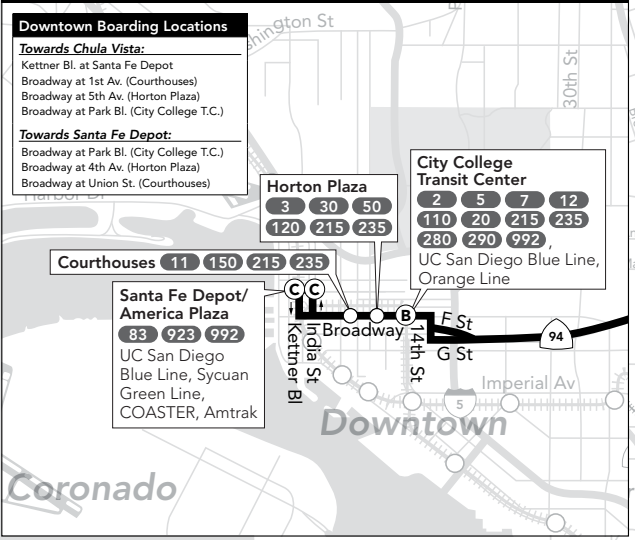 Downtown Boarding Locations
Towards Chula Vista:
Kettner Bl. at Santa Fe Depot
Broadway at 1st Av. (Courthouses)
Broadway at 5th Av. (Horton Plaza)
Broadway at Park Bl. (City College T.C.)
Towards Santa Fe Depot:
Broadway at Park Bl. (City College T.C.)
Broadway at 4th Av. (Horton Plaza)
Broadway at Union St. (Courthouses)
hington St
30th St
Harbor Dr
Horton Plaza
3 30 50
120 215 235
City College
Transit Center
2 5 7 12
110 20 215 235
280 290 992 ,
UC San Diego Blue Line,
Orange Line
Courthouses 11 150 215 235
Santa Fe Depot/
America Plaza
83 923 992
UC San Diego
Blue Line, Sycuan
Green Line,
COASTER, Amtrak
C C
B
Kettner Bl
India St
Broadway
14th St
F St
G St
94
Imperial Av
5
Downtown
Coronado